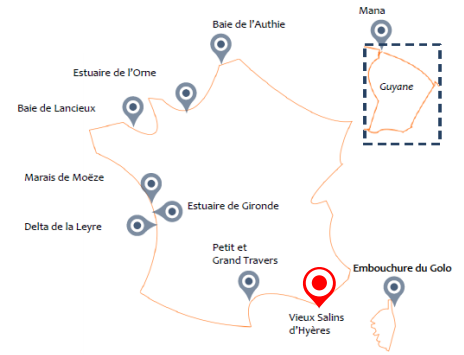 Mana
Baie de l'Authie
Guyane
Estuaire de l'Orne
Baie de Lancieux
Marais de Moëze
Estuaire de Gironde
Delta de la Leyre
Petit et
Grand Travers
Embouchure du Golo
Vieux Salins
d'Hyères